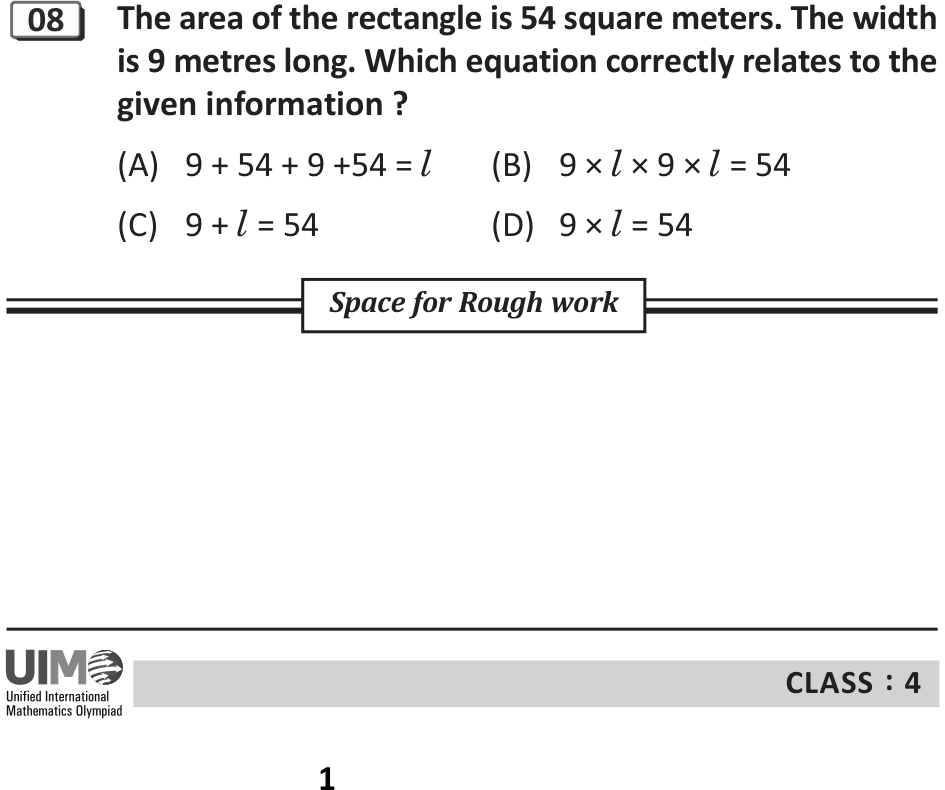 08 The area of the rectangle is 54 square meters. The width
is 9 metres long. Which equation correctly relates to the
given information ?
(A) 9 + 54 + 9 +54 = l (B) 9 × l × 9 × l = 54
(C) 9 + l = 54 (D) 9 × l = 54
Space for Rough work
UIMO
Unified International
Mathematics Olympiad
CLASS : 4
1